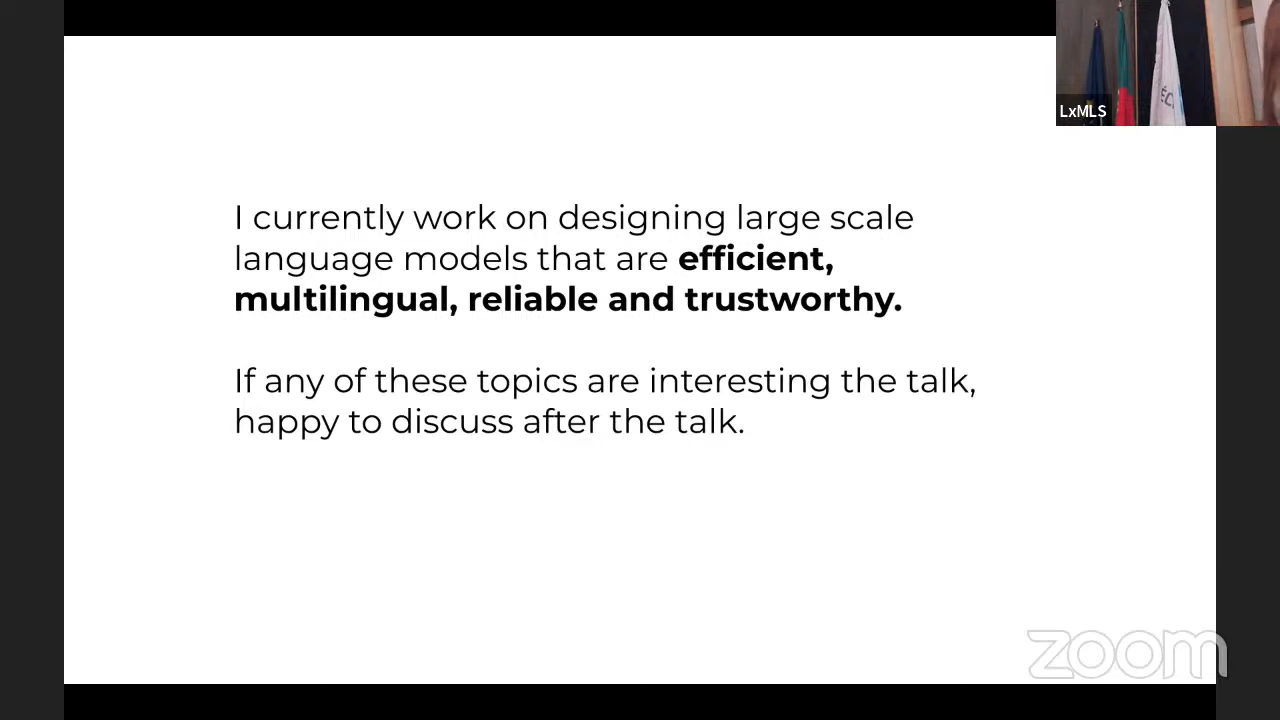 LxMLS
I currently work on designing large scale
language models that are efficient,
multilingual, reliable and trustworthy.
If any of these topics are interesting the talk,
happy to discuss after the talk.
zoom